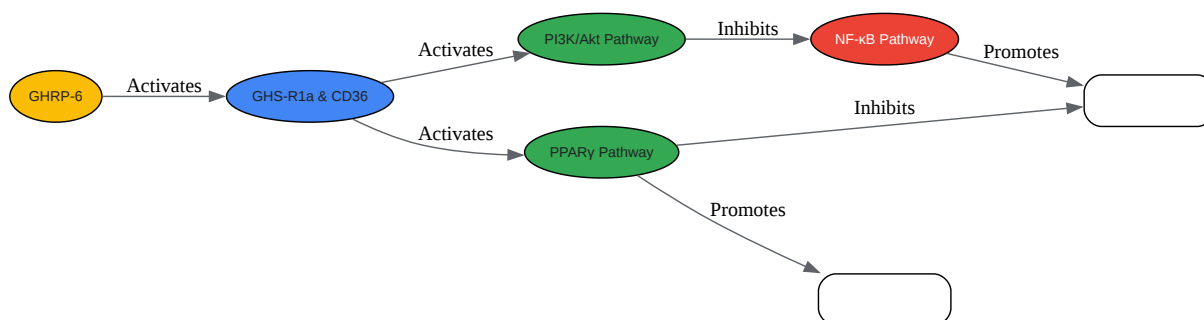 GHRP-6
Activates
GHS-R1a & CD36
Activates
PI3K/Akt Pathway
Inhibits
NF-κB Pathway
Promotes
Activates
PPARγ Pathway
Inhibits
Promotes